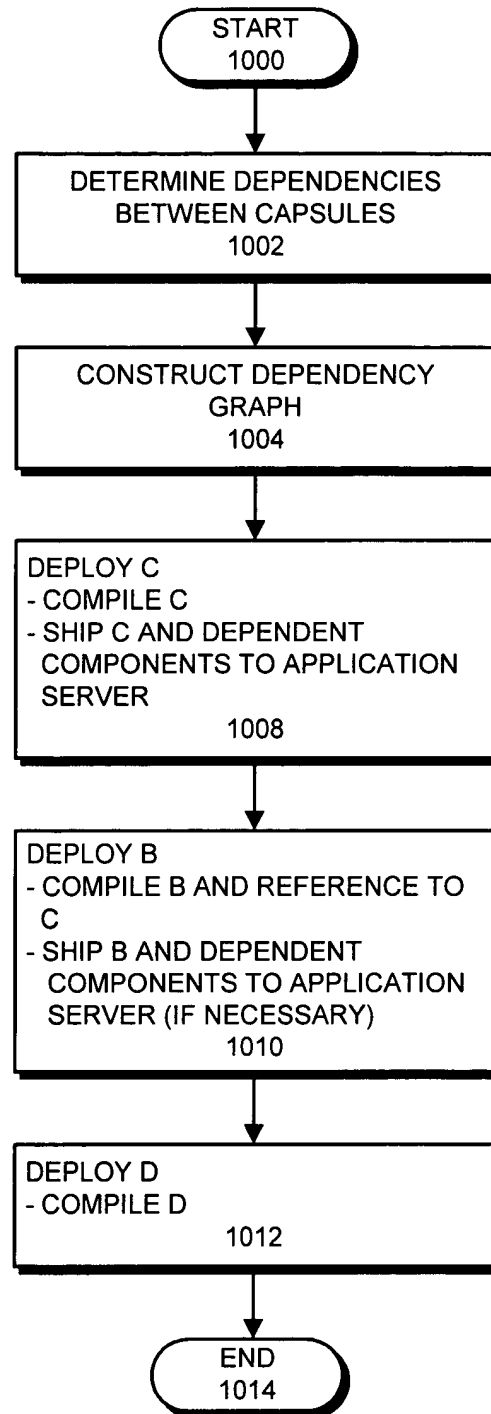 START
1000
DETERMINE DEPENDENCIES
BETWEEN CAPSULES
1002
CONSTRUCT DEPENDENCY
GRAPH
1004
DEPLOY C
- COMPILE C
- SHIP C AND DEPENDENT
COMPONENTS TO APPLICATION
SERVER
1008
DEPLOY B
- COMPILE B AND REFERENCE TO
C
- SHIP B AND DEPENDENT
COMPONENTS TO APPLICATION
SERVER (IF NECESSARY)
1010
DEPLOY D
- COMPILE D
1012
END
1014